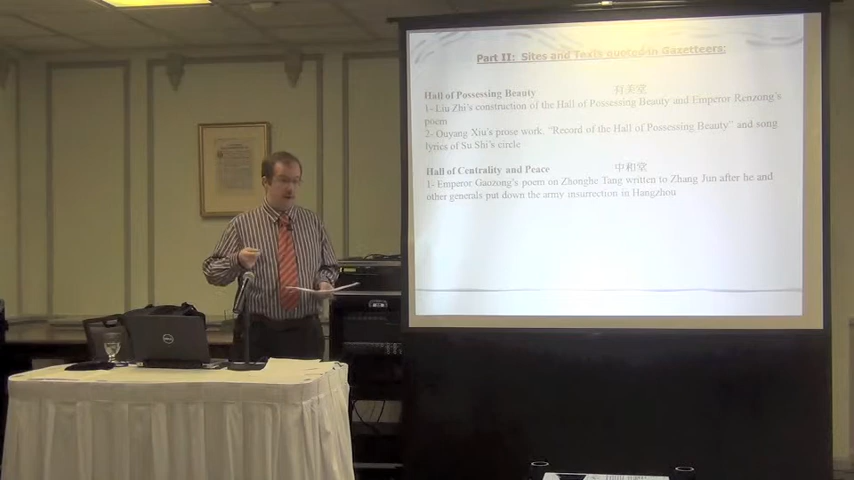 Part II: Sites and Texts quoted in Gazetteers:
Hall of Possessing Beauty 有美堂
1- Liu Zhi's construction of the Hall of Possessing Beauty and Emperor Renzong's
poem
2- Ouyang Xiu's prose work. "Record of the Hall of Possessing Beauty" and song
lyrics of Su Shi's circle
Hall of Centrality and Peace 中和堂
1- Emperor Gaozong's poem on Zhonghe Tang written to Zhang Jun after he and
other generals put down the army insurrection in Hangzhou
DELL